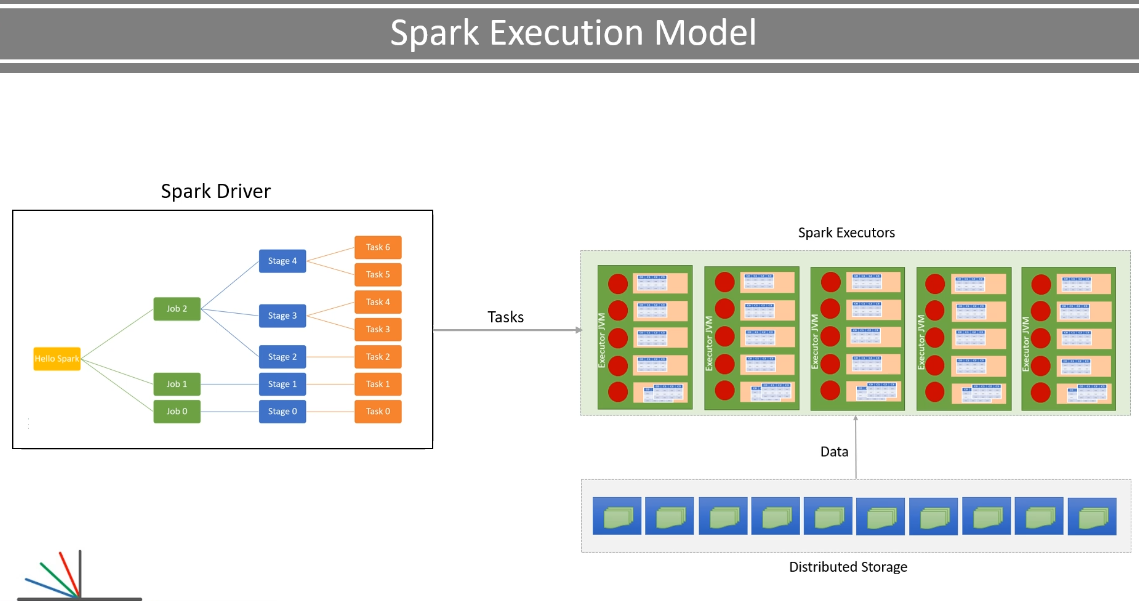 Spark Execution Model
Spark Driver
Hello Spark
Job 2
Job 1
Job 0
Stage 4
Stage 3
Stage 2
Stage 1
Stage 0
Task 6
Task 5
Task 4
Task 3
Task 2
Task 1
Task 0
Tasks
Spark Executors
Executor JVM
Executor JVM
Executor JVM
Executor JVM
Executor JVM
Data
Distributed Storage